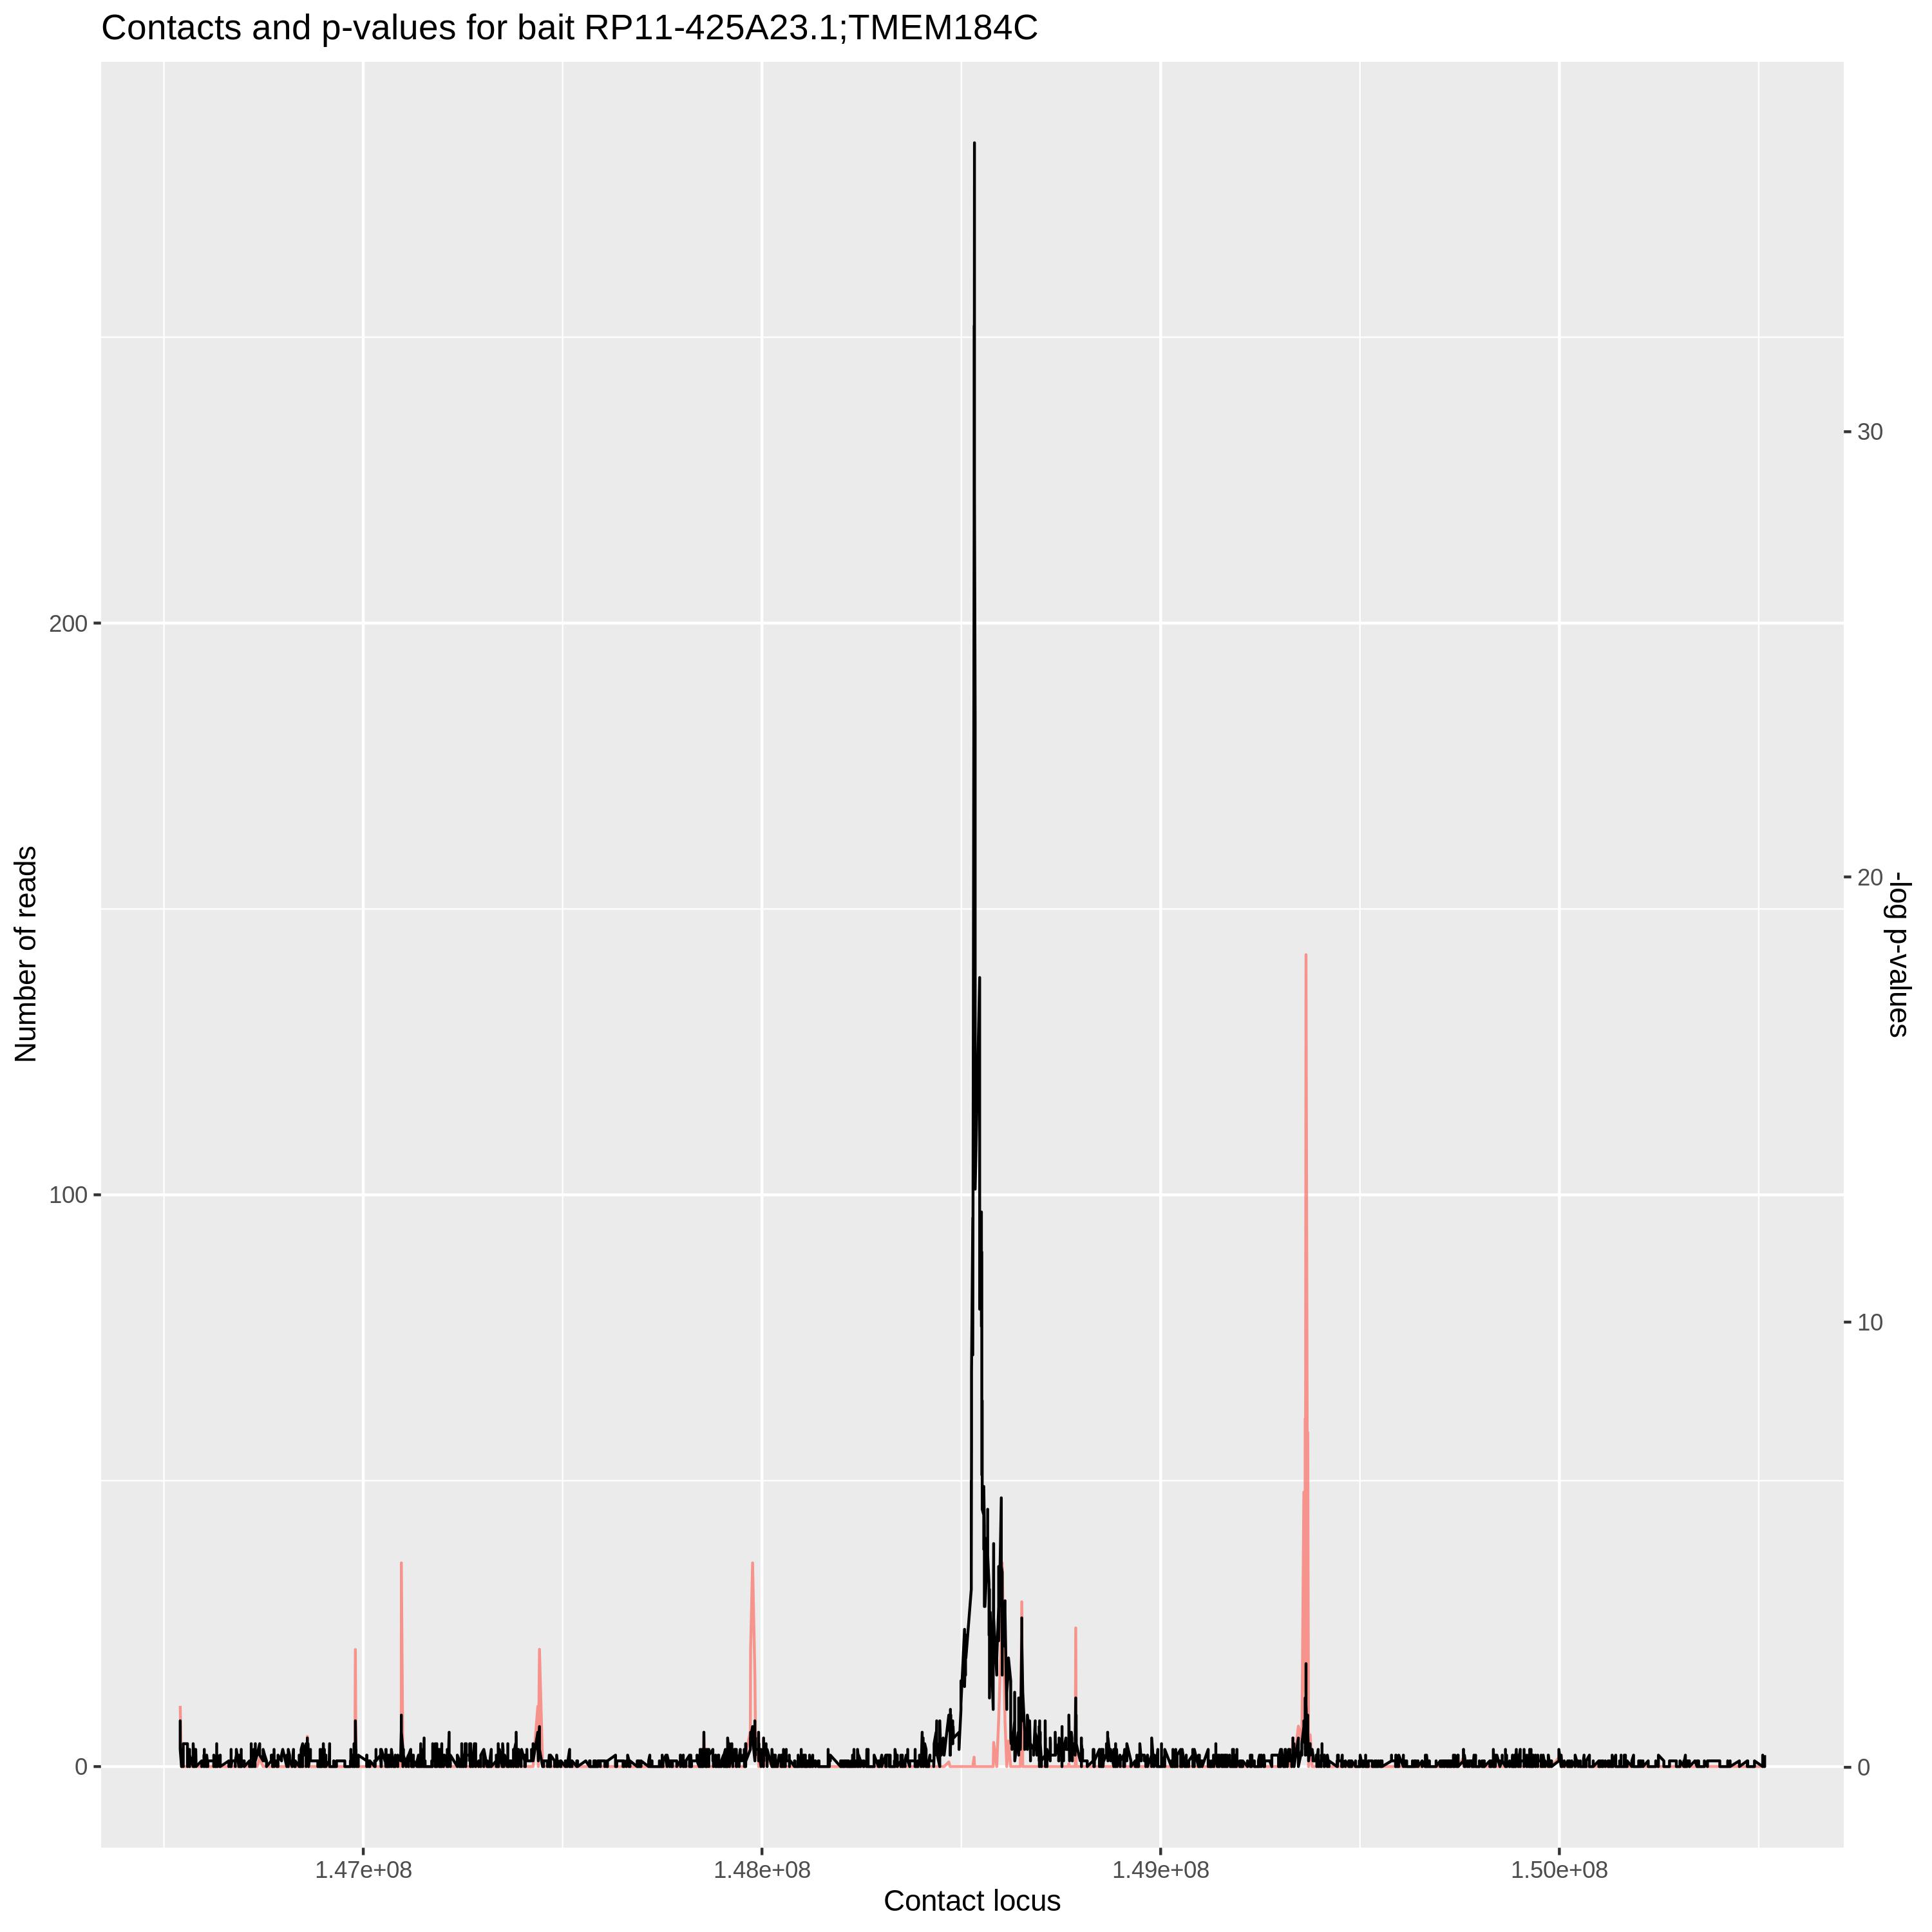 Contacts and p-values for bait RP11-425A23.1;TMEM184C
Number of reads
200
100
0
30
20
10
0
-log p-values
1.47e+08
1.48e+08
1.49e+08
1.50e+08
Contact locus